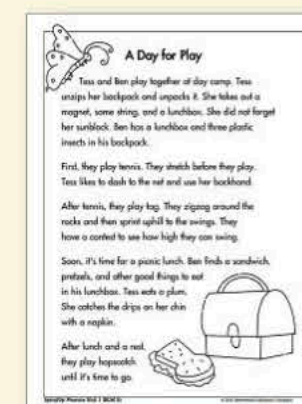 A Day for Play
Tess and Ben play together at day camp. Tess
unzips her backpack and unpacks it. She takes out a
magnet, some string, and a lunchbox. She did not forget
her sunblock. Ben has a lunchbox and three plastic
insects in his backpack.
First, they play tennis. They stretch before they play.
Tess likes to dash to the net and use her backhand.
After tennis, they play tag. They zigzag around the
rocks and then sprint uphill to the swings. They
have a contest to see how high they can swing.
Soon, it's time for a picnic lunch. Ben finds a sandwich,
pretzels, and other good things to eat
in his lunchbox. Tess eats a plum.
She catches the drips on her chin
with a napkin.
After lunch and a rest,
they play hopscotch
until it's time to go.